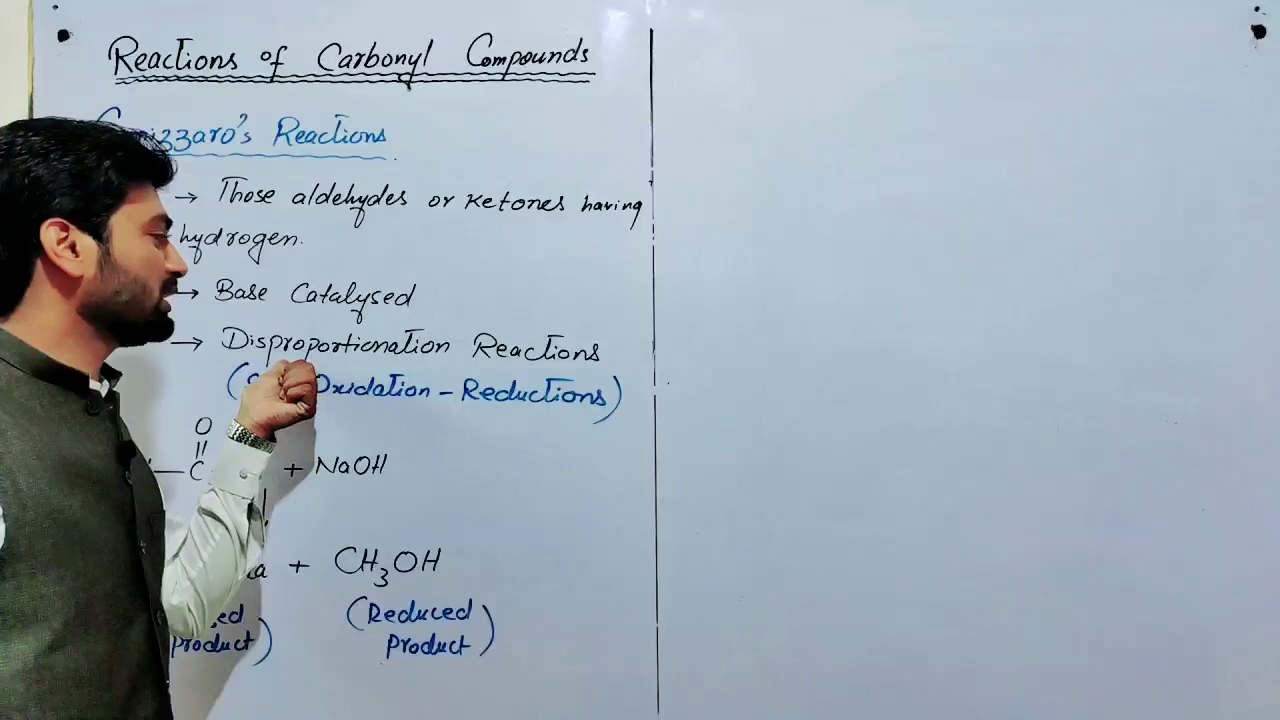 Reactions of Carbonyl Compounds
Reactions
→ Those aldehydes or Ketones having
hydrogen.
→ Base Catalysed
→ Disproportionation Reactions
Oxidation - Reductions)
O
||
— C + NaOH
+ CH3OH
(Reduced
product)
product)